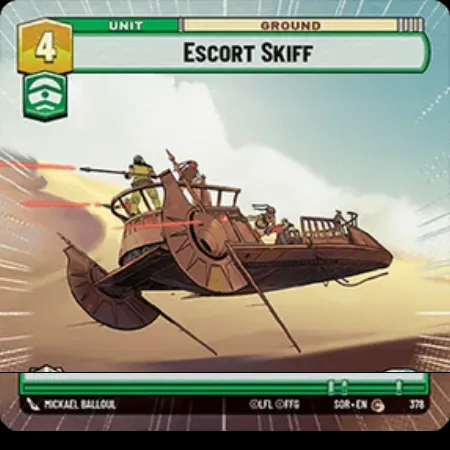 UNIT
GROUND
4
ESCORT SKIFF
MICKAEL BALLOUL
©LFL ©FFG
SOR • EN
C
378